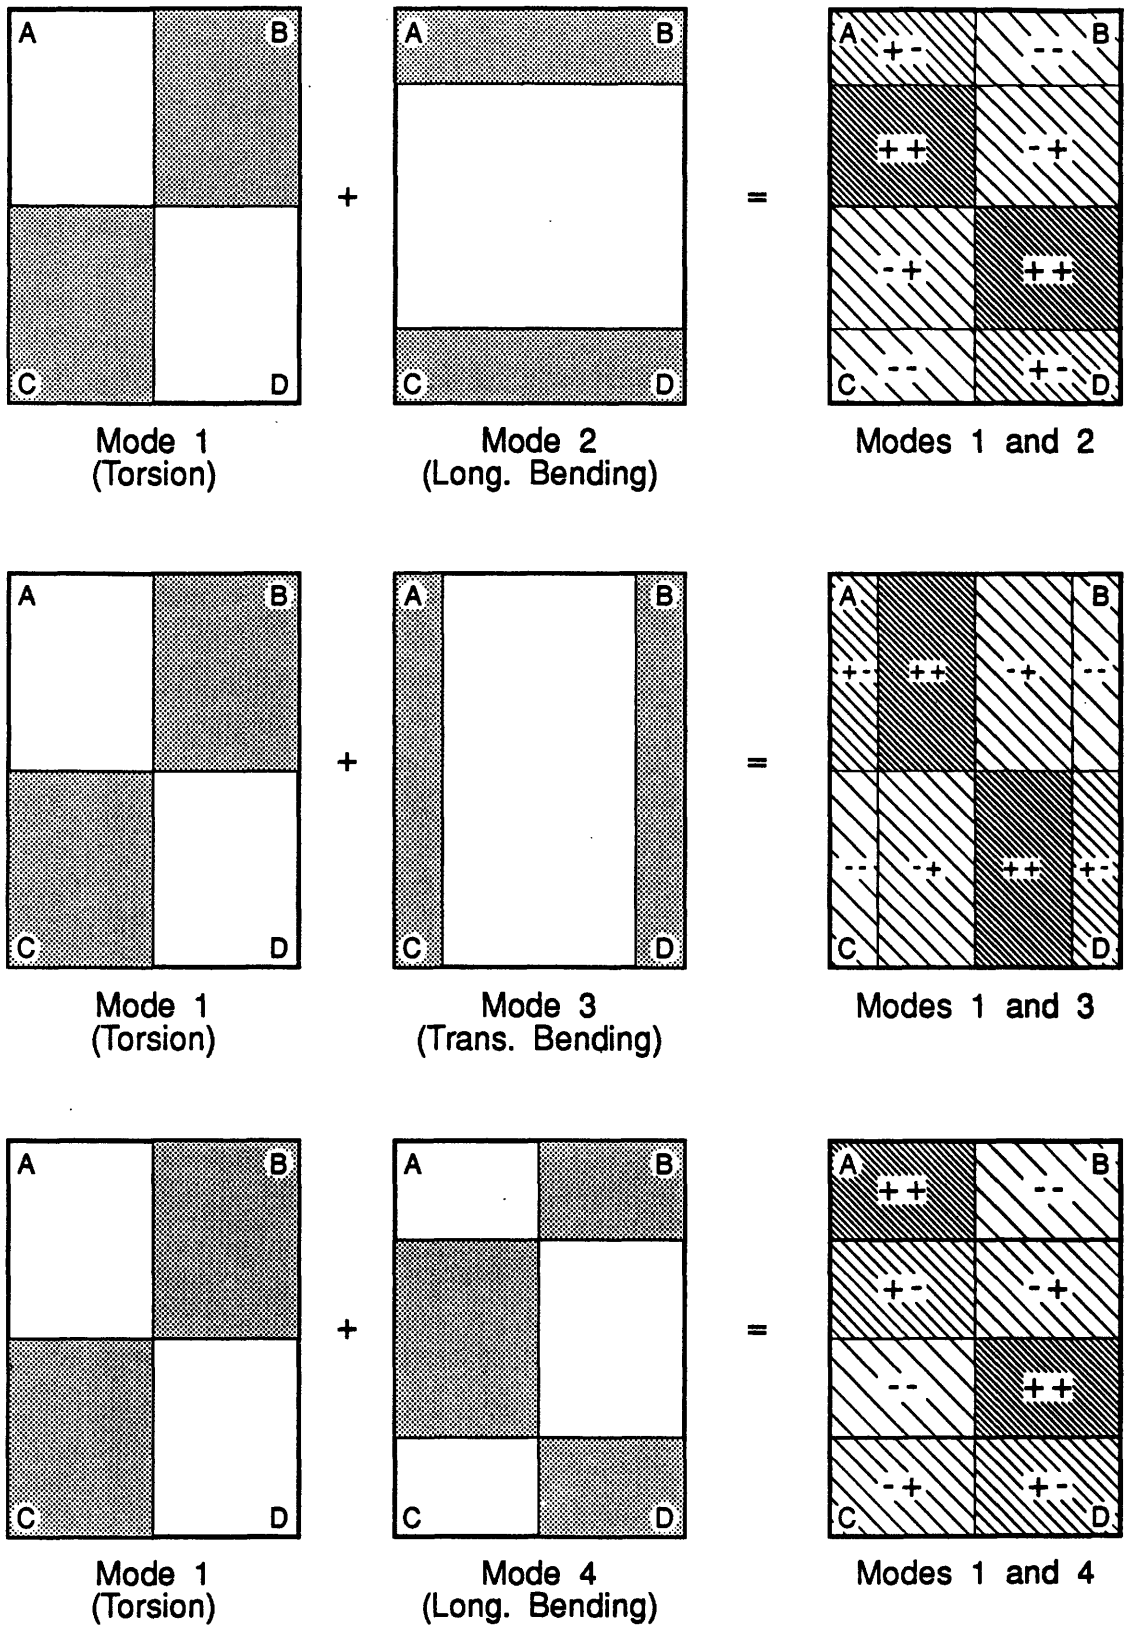 A B + A B = A B
+ - - -
+ + - +
- + + +
- - + -
C D C D C D
Mode 1 Mode 2 Modes 1 and 2
(Torsion) (Long. Bending)
A B + A B = A B
+ - + + - + - -
- - - + + + + -
C D C D C D
Mode 1 Mode 3 Modes 1 and 3
(Torsion) (Trans. Bending)
A B + A B = A B
+ + - -
+ - - +
- - + +
- + + -
C D C D C D
Mode 1 Mode 4 Modes 1 and 4
(Torsion) (Long. Bending)